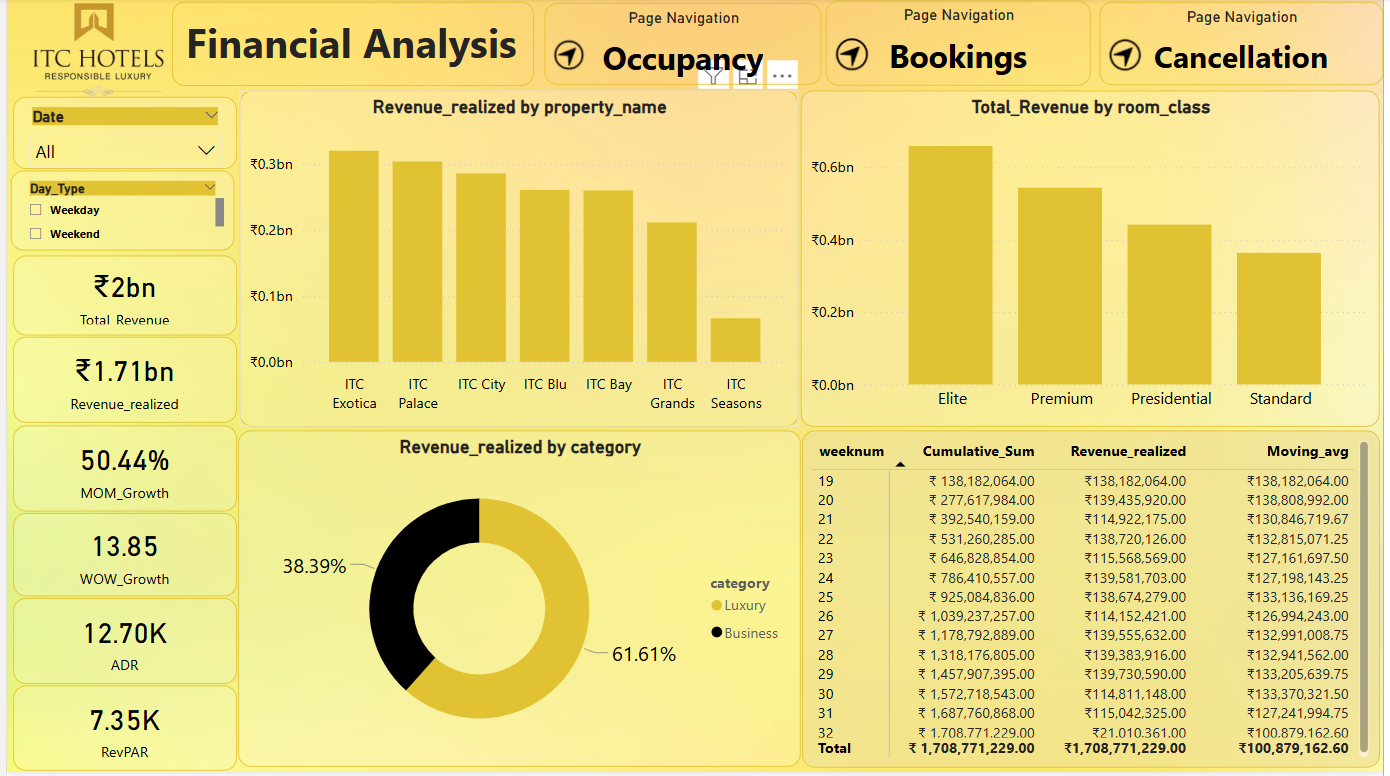 ITC HOTELS
RESPONSIBLE LUXURY
Financial Analysis
Page Navigation
Occupancy
Page Navigation
Bookings
Page Navigation
Cancellation
Date
All
Day_Type
Weekday
Weekend
₹2bn
Total_Revenue
₹1.71bn
Revenue_realized
50.44%
MOM_Growth
13.85
WOW_Growth
12.70K
ADR
7.35K
RevPAR
Revenue_realized by property_name
₹0.3bn
₹0.2bn
₹0.1bn
₹0.0bn
ITC Exotica
ITC Palace
ITC City
ITC Blu
ITC Bay
ITC Grands
ITC Seasons
Total_Revenue by room_class
₹0.6bn
₹0.4bn
₹0.2bn
₹0.0bn
Elite
Premium
Presidential
Standard
Revenue_realized by category
38.39%
61.61%
category
Luxury
Business
weeknum Cumulative_Sum Revenue_realized Moving_avg
19 ₹ 138,182,064.00 ₹138,182,064.00 ₹138,182,064.00
20 ₹ 277,617,984.00 ₹139,435,920.00 ₹138,808,992.00
21 ₹ 392,540,159.00 ₹114,922,175.00 ₹130,846,719.67
22 ₹ 531,260,285.00 ₹138,720,126.00 ₹132,815,071.25
23 ₹ 646,828,854.00 ₹115,568,569.00 ₹127,161,697.50
24 ₹ 786,410,557.00 ₹139,581,703.00 ₹127,198,143.25
25 ₹ 925,084,836.00 ₹138,674,279.00 ₹133,136,169.25
26 ₹ 1,039,237,257.00 ₹114,152,421.00 ₹126,994,243.00
27 ₹ 1,178,792,889.00 ₹139,555,632.00 ₹132,991,008.75
28 ₹ 1,318,176,805.00 ₹139,383,916.00 ₹132,941,562.00
29 ₹ 1,457,907,395.00 ₹139,730,590.00 ₹133,205,639.75
30 ₹ 1,572,718,543.00 ₹114,811,148.00 ₹133,370,321.50
31 ₹ 1,687,760,868.00 ₹115,042,325.00 ₹127,241,994.75
32 ₹ 1,708,771,229.00 ₹21,010,361.00 ₹100,879,162.60
Total ₹ 1,708,771,229.00 ₹1,708,771,229.00 ₹100,879,162.60